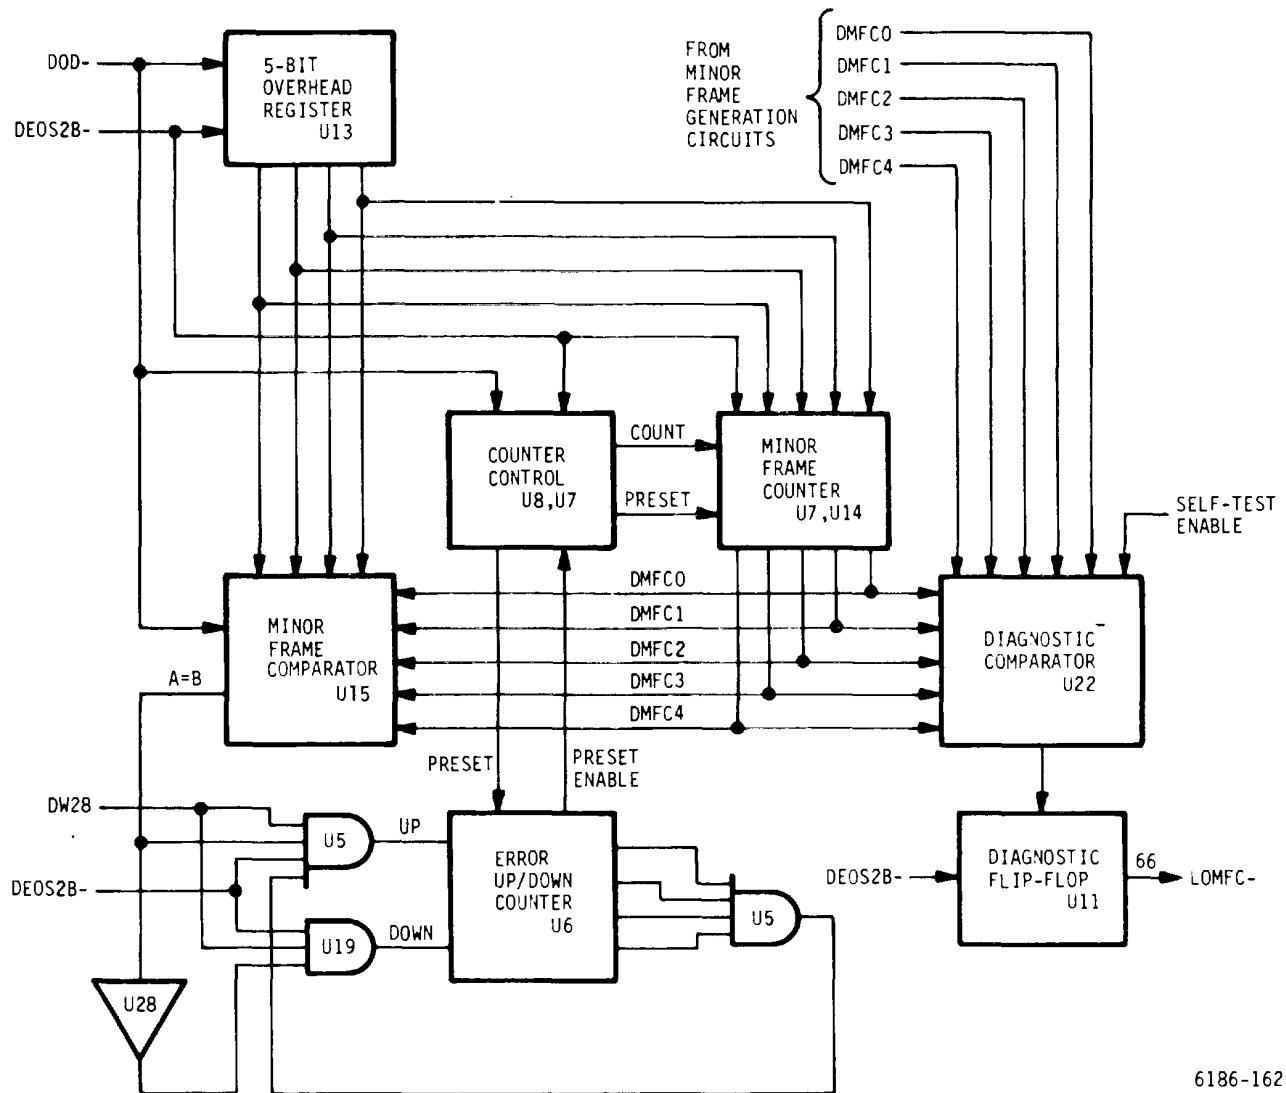 DOD-
5-BIT
OVERHEAD
REGISTER
U13
DEOS2B-
FROM
MINOR
FRAME
GENERATION
CIRCUITS
DMFC0
DMFC1
DMFC2
DMFC3
DMFC4
COUNTER
CONTROL
U8,U7
COUNT
PRESET
MINOR
FRAME
COUNTER
U7,U14
SELF-TEST
ENABLE
MINOR
FRAME
COMPARATOR
U15
A=B
DMFC0
DMFC1
DMFC2
DMFC3
DMFC4
DIAGNOSTIC
COMPARATOR
U22
PRESET
PRESET
ENABLE
DW28
DEOS2B-
U5
UP
U19
DOWN
U28
ERROR
UP/DOWN
COUNTER
U6
U5
DEOS2B-
DIAGNOSTIC
FLIP-FLOP
U11
66
LOMFC-
6186-162